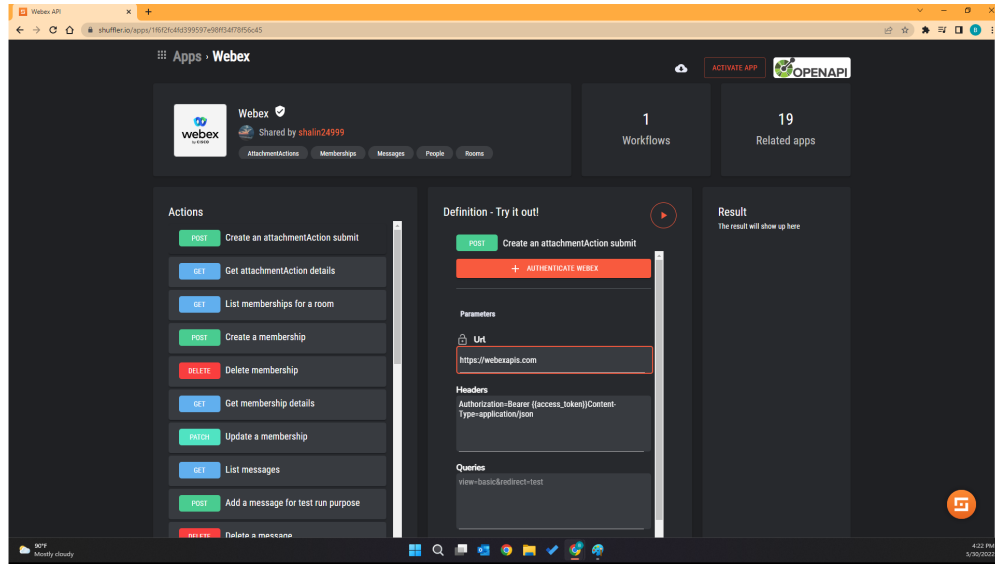 Webex API
shuffler.io/apps/1f6f2fc4fd399597e98ff34f78f56c45
Apps › Webex
ACTIVATE APP
OPENAPI
webex
by CISCO
Webex
Shared by shalin24999
AttachmentActions
Memberships
Messages
People
Rooms
1
Workflows
19
Related apps
Actions
POST Create an attachmentAction submit
GET Get attachmentAction details
GET List memberships for a room
POST Create a membership
DELETE Delete membership
GET Get membership details
PATCH Update a membership
GET List messages
POST Add a message for test run purpose
DELETE Delete a message
Definition - Try it out!
POST Create an attachmentAction submit
+ AUTHENTICATE WEBEX
Parameters
Url
https://webexapis.com
Headers
Authorization=Bearer {{access_token}}Content-
Type=application/json
Queries
view=basic&redirect=test
Result
The result will show up here
90°F
Mostly cloudy
4:22 PM
5/30/2022